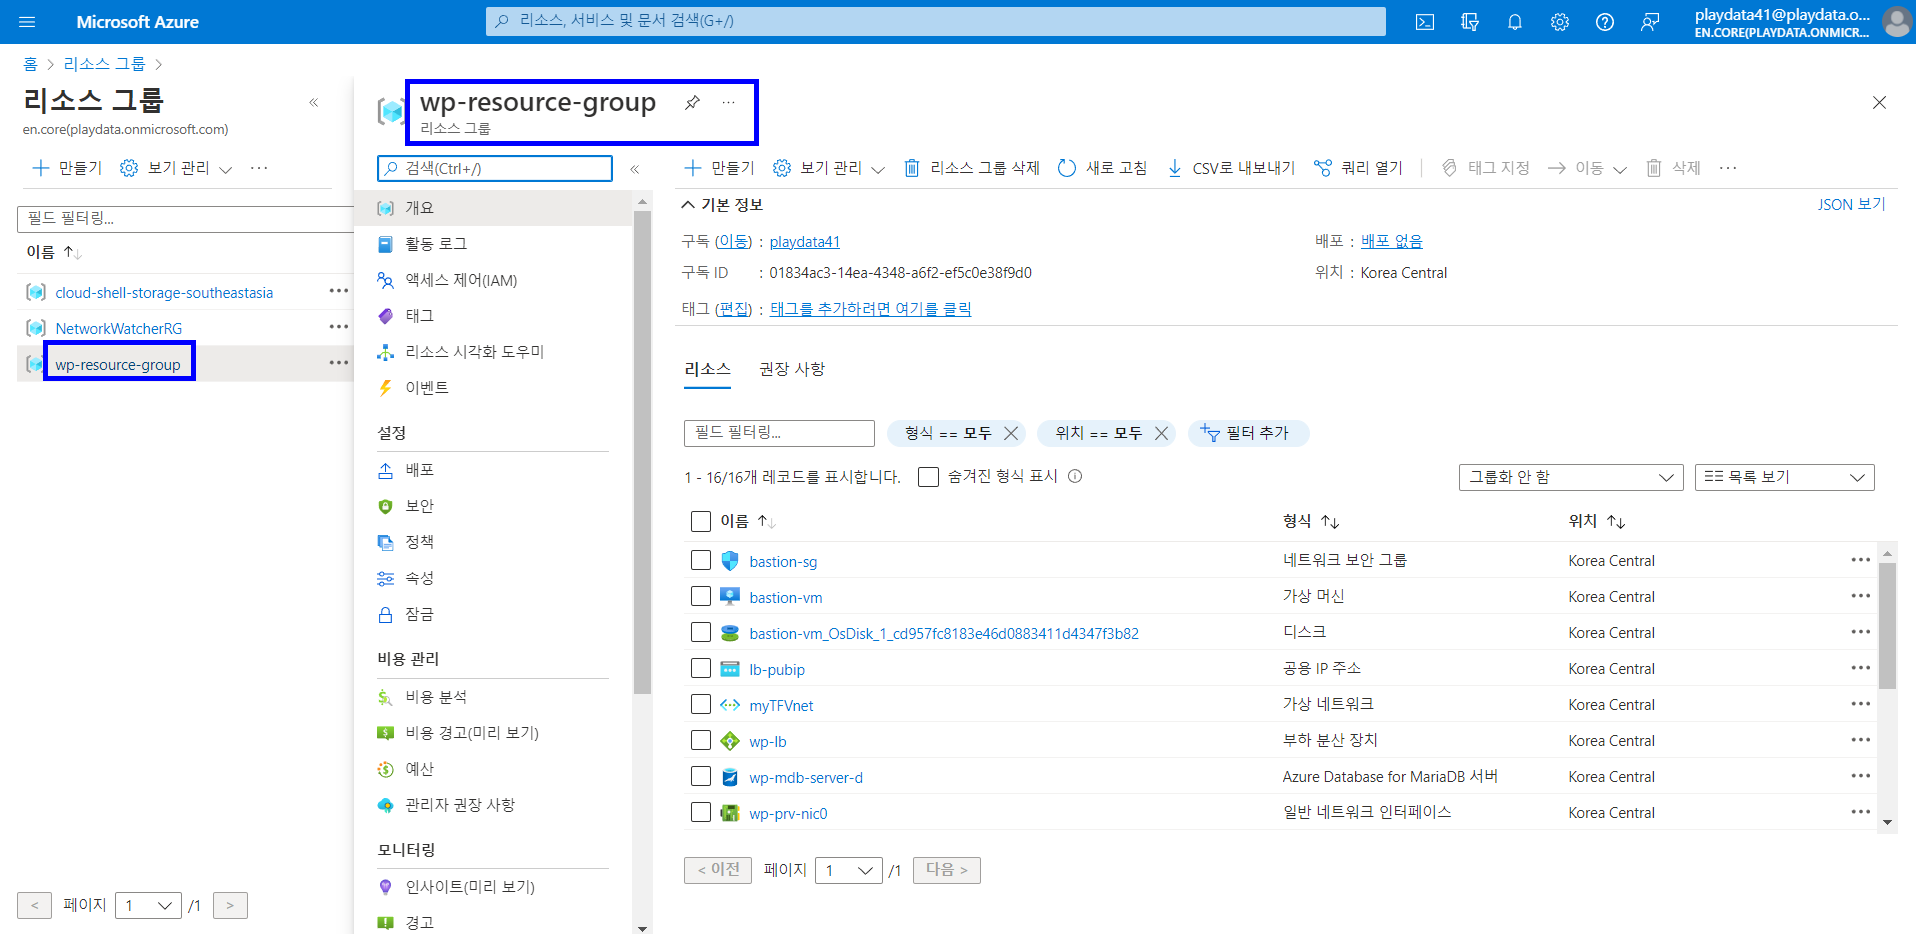 Microsoft Azure
리소스, 서비스 및 문서 검색(G+/)
playdata41@playdata.o...
EN.CORE(PLAYDATA.ONMICR...
홈 > 리소스 그룹 >
리소스 그룹
en.core(playdata.onmicrosoft.com)
만들기 보기 관리 ...
필드 필터링...
이름
cloud-shell-storage-southeastasia
NetworkWatcherRG
wp-resource-group
< 페이지 1 /1 >
wp-resource-group ...
리소스 그룹
검색(Ctrl+/)
개요
활동 로그
액세스 제어(IAM)
태그
리소스 시각화 도우미
이벤트
설정
배포
보안
정책
속성
잠금
비용 관리
비용 분석
비용 경고(미리 보기)
예산
관리자 권장 사항
모니터링
인사이트(미리 보기)
경고
만들기 보기 관리 리소스 그룹 삭제 새로 고침 CSV로 내보내기 쿼리 열기 태그 지정 이동 삭제 ...
기본 정보 JSON 보기
구독 (이동) : playdata41 배포 : 배포 없음
구독 ID : 01834ac3-14ea-4348-a6f2-ef5c0e38f9d0 위치 : Korea Central
태그 (편집) : 태그를 추가하려면 여기를 클릭
리소스 권장 사항
필드 필터링... 형식 == 모두 위치 == 모두 필터 추가
1 - 16/16개 레코드를 표시합니다. 숨겨진 형식 표시 그룹화 안 함 목록 보기
이름 형식 위치
bastion-sg 네트워크 보안 그룹 Korea Central
bastion-vm 가상 머신 Korea Central
bastion-vm_OsDisk_1_cd957fc8183e46d0883411d4347f3b82 디스크 Korea Central
lb-pubip 공용 IP 주소 Korea Central
myTFVnet 가상 네트워크 Korea Central
wp-lb 부하 분산 장치 Korea Central
wp-mdb-server-d Azure Database for MariaDB 서버 Korea Central
wp-prv-nic0 일반 네트워크 인터페이스 Korea Central
< 이전 페이지 1 /1 다음 >